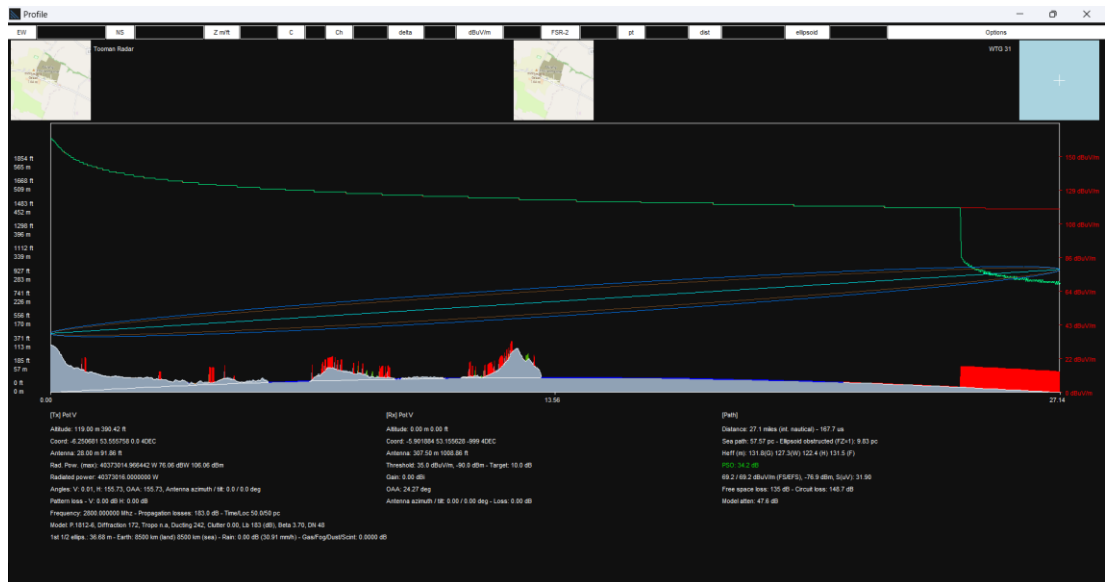 Profile
EW NS Z m/ft C Ch delta dBuV/m FSR-2 pt dist ellipsoid Options
Tooman Radar WTG 31
1854 ft
565 m
1668 ft
509 m
1483 ft
452 m
1298 ft
396 m
1112 ft
339 m
927 ft
283 m
741 ft
226 m
556 ft
170 m
371 ft
113 m
185 ft
57 m
0 ft
0 m
150 dBuV/m
129 dBuV/m
108 dBuV/m
86 dBuV/m
64 dBuV/m
43 dBuV/m
22 dBuV/m
0 dBuV/m
0.00 13.56 27.14
[Tx] Pol V
Altitude: 119.00 m 390.42 ft
Coord: -6.250681 53.555758 0.0 4DEC
Antenna: 28.00 m 91.86 ft
Rad. Pow. (max): 40373014.966442 W 76.06 dBW 106.06 dBm
Radiated power: 40373016.0000000 W
Angles: V: 0.01, H: 155.73, OAA: 155.73, Antenna azimuth / tilt: 0.0 / 0.0 deg
Pattern loss - V: 0.00 dB H: 0.00 dB
Frequency: 2800.000000 Mhz - Propagation losses: 183.0 dB - Time/Loc 50.0/50 pc
Model: P.1812-6, Diffraction 172, Tropo n.a, Ducting 242, Clutter 0.00, Lb 183 (dB), Beta 3.70, DN 48
1st 1/2 ellips.: 36.68 m - Earth: 8500 km (land) 8500 km (sea) - Rain: 0.00 dB (30.91 mm/h) - Gas/Fog/Dust/Scint: 0.0000 dB
[Rx] Pol V
Altitude: 0.00 m 0.00 ft
Coord: -5.901884 53.155628 -999 4DEC
Antenna: 307.50 m 1008.86 ft
Threshold: 35.0 dBuV/m, -90.0 dBm - Target: 10.0 dB
Gain: 0.00 dBi
OAA: 24.27 deg
Antenna azimuth / tilt: 0.00 / 0.00 deg - Loss: 0.00 dB
[Path]
Distance: 27.1 miles (int. nautical) - 167.7 us
Sea path: 57.57 pc - Ellipsoid obstructed (FZ>1): 9.83 pc
Heff (m): 131.8(G) 127.3(W) 122.4 (H) 131.5 (F)
PSO: 34.2 dB
69.2 / 69.2 dBuV/m (FS/EFS), -76.9 dBm, S(uV): 31.90
Free space loss: 135 dB - Circuit loss: 148.7 dB
Model atten: 47.6 dB